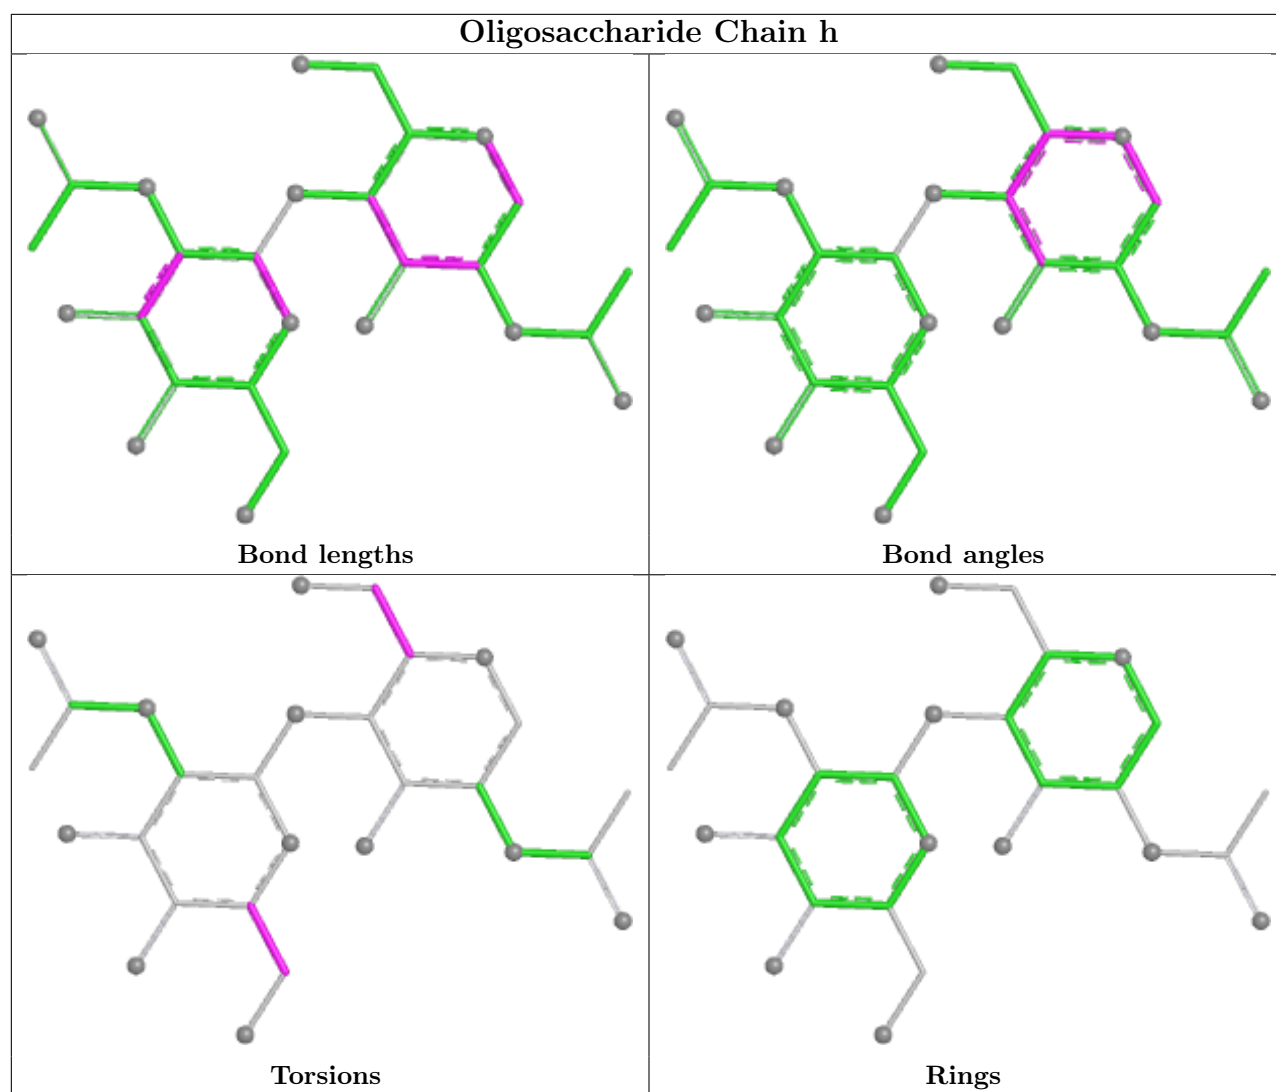 Oligosaccharide Chain h
Bond lengths
Bond angles
Torsions
Rings